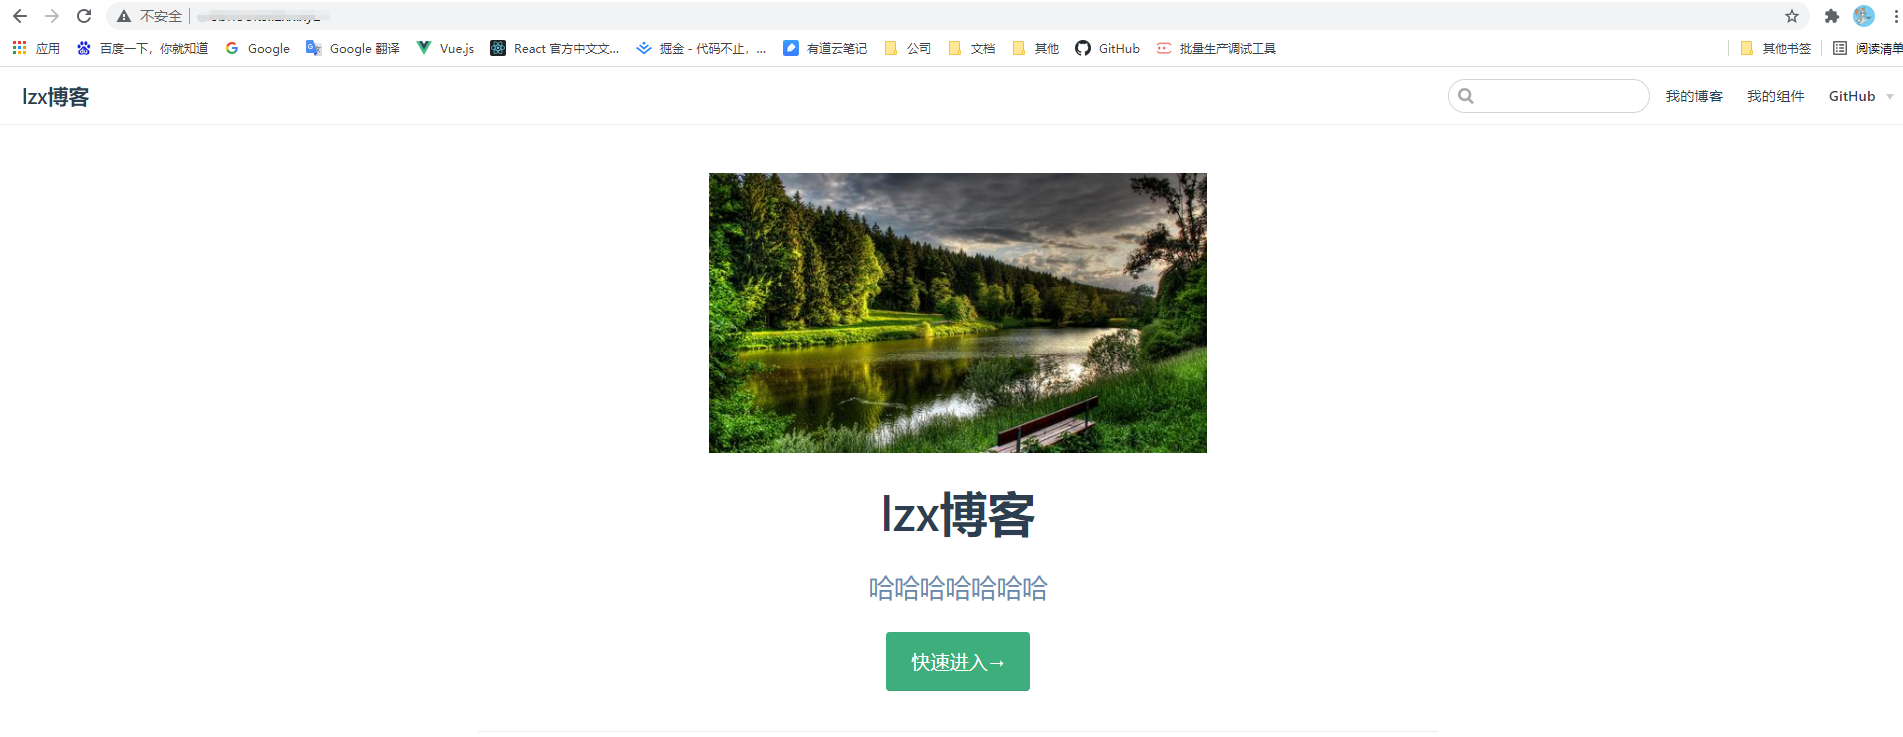 不安全
应用 百度一下，你就知道 Google Google 翻译 Vue.js React 官方中文文... 掘金 - 代码不止，... 有道云笔记 公司 文档 其他 GitHub 批量生产调试工具 其他书签 阅读清单
lzx博客 我的博客 我的组件 GitHub
lzx博客
哈哈哈哈哈哈哈
快速进入→